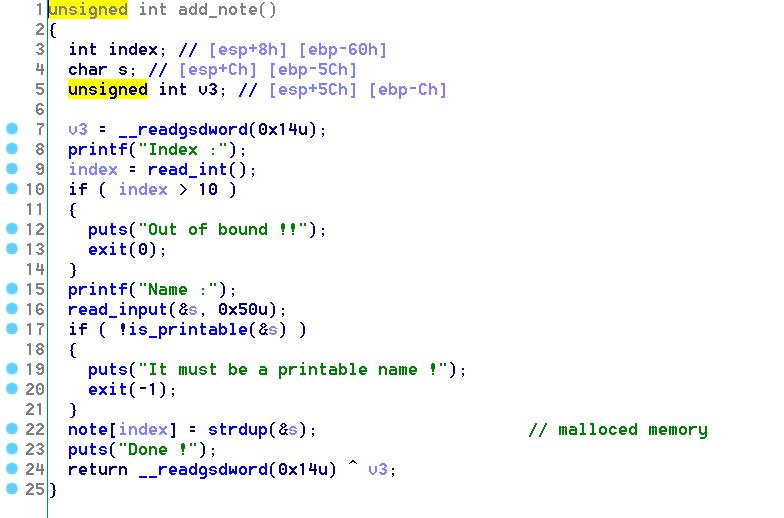 1 unsigned int add_note()
2 {
3 int index; // [esp+8h] [ebp-60h]
4 char s; // [esp+Ch] [ebp-5Ch]
5 unsigned int v3; // [esp+5Ch] [ebp-Ch]
6
7 v3 = __readgsdword(0x14u);
8 printf("Index :");
9 index = read_int();
10 if ( index > 10 )
11 {
12 puts("Out of bound !!");
13 exit(0);
14 }
15 printf("Name :");
16 read_input(&s, 0x50u);
17 if ( !is_printable(&s) )
18 {
19 puts("It must be a printable name !");
20 exit(-1);
21 }
22 note[index] = strdup(&s); // malloced memory
23 puts("Done !");
24 return __readgsdword(0x14u) ^ v3;
25 }